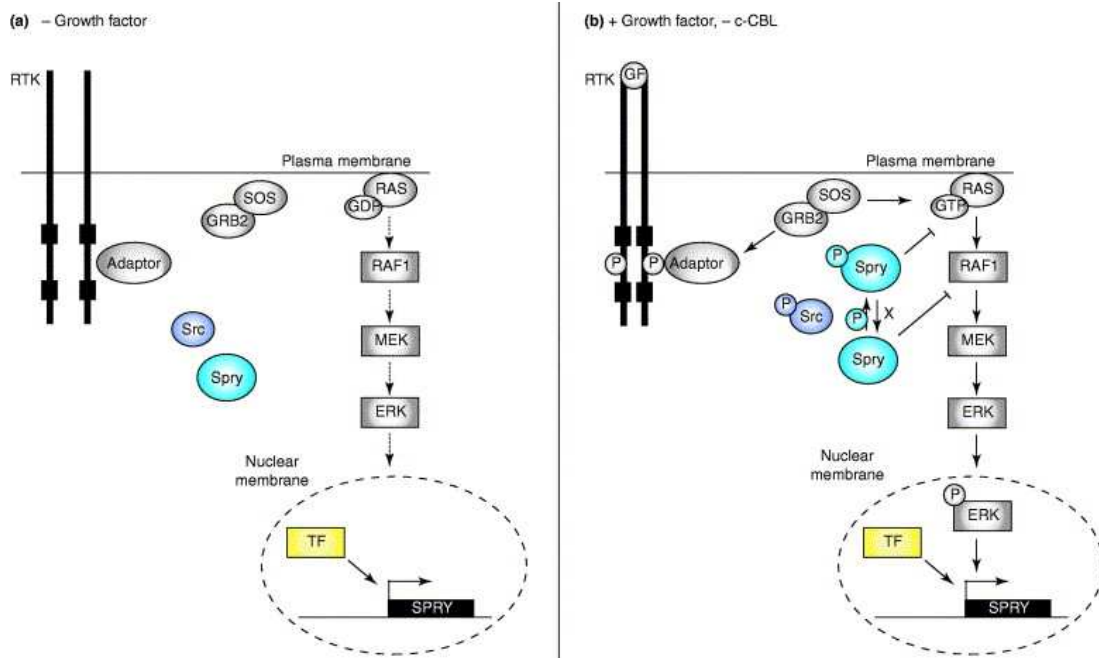 (a) – Growth factor
RTK
Plasma membrane
SOS
RAS
GRB2
GDP
Adaptor
RAF1
Src
MEK
Spry
ERK
Nuclear
membrane
TF
SPRY
(b) + Growth factor, – c-CBL
RTK
GF
Plasma membrane
SOS
RAS
GRB2
GTP
P
P
Adaptor
P
Spry
RAF1
P
Src
P
X
MEK
Spry
ERK
Nuclear
membrane
P
ERK
TF
SPRY